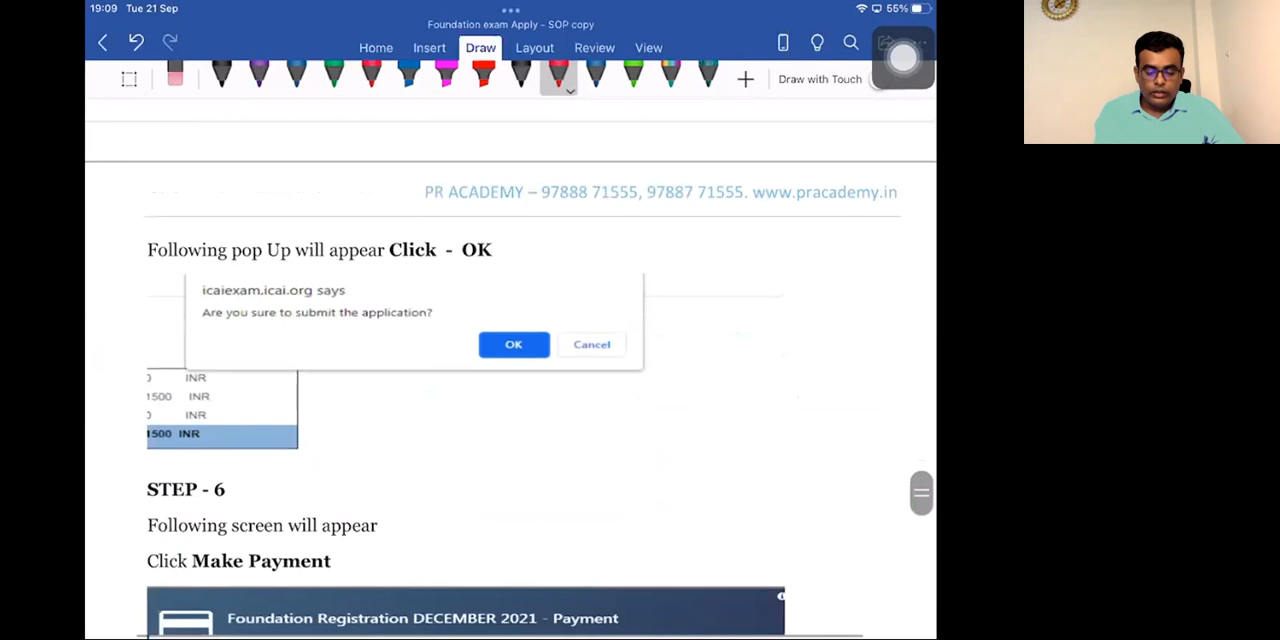 19:09 Tue 21 Sep
55%
Foundation exam Apply - SOP copy
Home Insert Draw Layout Review View
Draw with Touch
PR ACADEMY – 97888 71555, 97887 71555. www.pracademy.in
Following pop Up will appear Click - OK
icaiexam.icai.org says
Are you sure to submit the application?
OK Cancel
0 INR
1500 INR
0 INR
1500 INR
STEP - 6
Following screen will appear
Click Make Payment
Foundation Registration DECEMBER 2021 - Payment